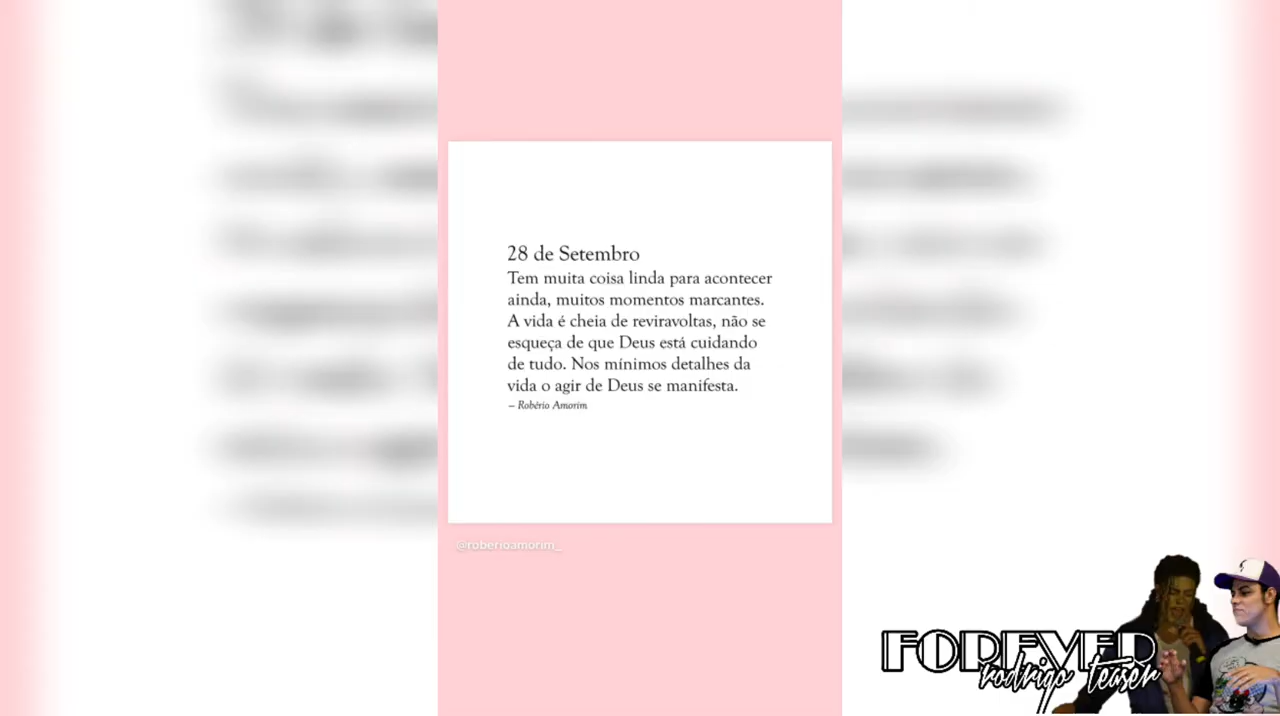 28 de Setembro
Tem muita coisa linda para acontecer
ainda, muitos momentos marcantes.
A vida é cheia de reviravoltas, não se
esqueça de que Deus está cuidando
de tudo. Nos mínimos detalhes da
vida o agir de Deus se manifesta.
– Robério Amorim
@roberioamorim_
FOREVER
rodrigo teaser